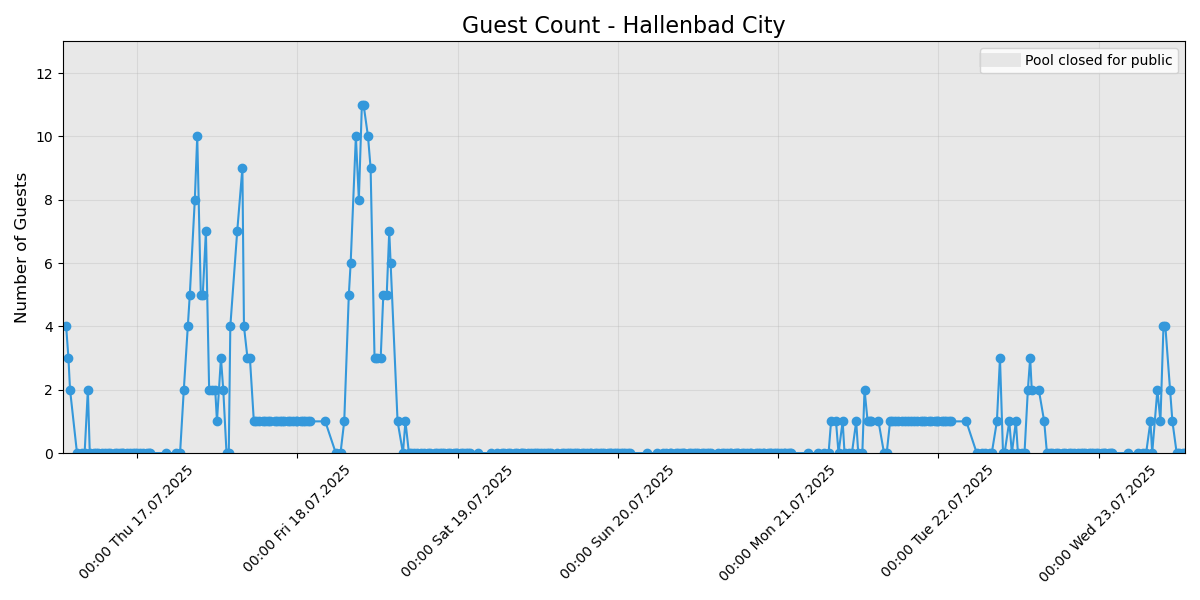 Guest Count - Hallenbad City
Pool closed for public
Number of Guests
12
10
8
6
4
2
0
00:00 Thu 17.07.2025
00:00 Fri 18.07.2025
00:00 Sat 19.07.2025
00:00 Sun 20.07.2025
00:00 Mon 21.07.2025
00:00 Tue 22.07.2025
00:00 Wed 23.07.2025